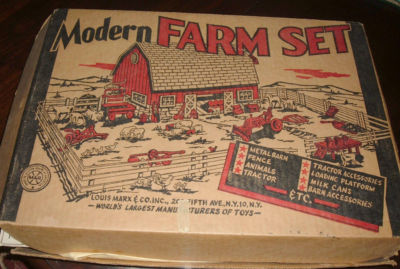 Modern FARM SET
METAL BARN
FENCE
ANIMALS
TRACTOR
TRACTOR ACCESSORIES
LOADING PLATFORM
MILK CANS
BARN ACCESSORIES
ETC.
LOUIS MARX & CO. INC., FIFTH AVE., N.Y. 10, N.Y.
—WORLD'S LARGEST MANUFACTURERS OF TOYS—